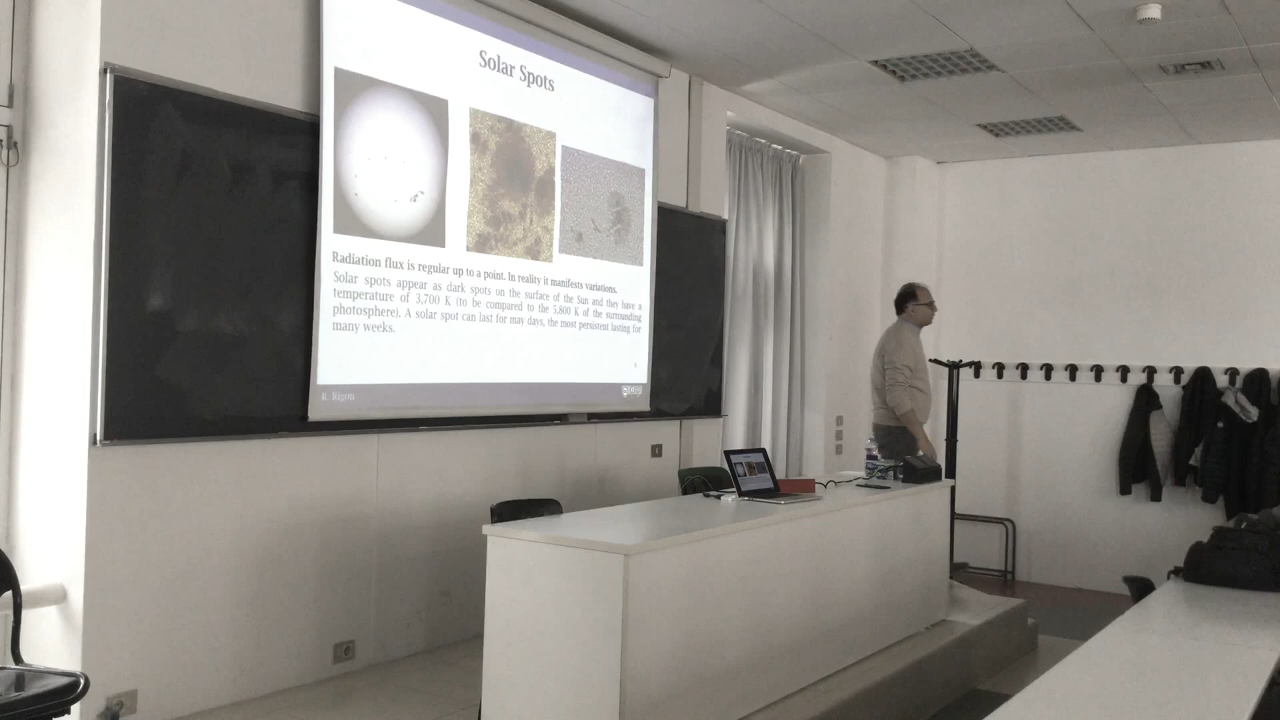 Solar Spots
Radiation flux is regular up to a point. In reality it manifests variations.
Solar spots appear as dark spots on the surface of the Sun and they have a
temperature of 3,700 K (to be compared to the 5,800 K of the surrounding
photosphere). A solar spot can last for may days, the most persistent lasting for
many weeks.
R. Rigon